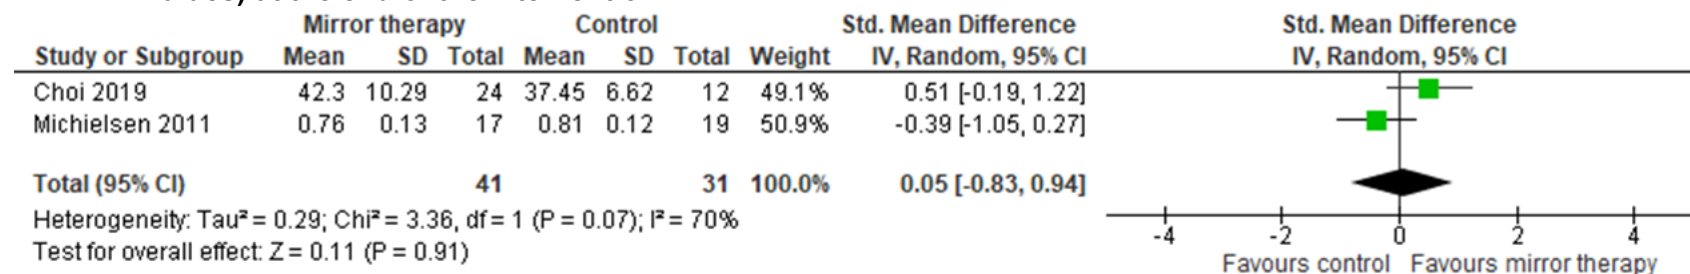 Mirror therapy Control Std. Mean Difference Std. Mean Difference
Study or Subgroup Mean SD Total Mean SD Total Weight IV, Random, 95% CI IV, Random, 95% CI
Choi 2019 42.3 10.29 24 37.45 6.62 12 49.1% 0.51 [-0.19, 1.22]
Michielsen 2011 0.76 0.13 17 0.81 0.12 19 50.9% -0.39 [-1.05, 0.27]
Total (95% CI) 41 31 100.0% 0.05 [-0.83, 0.94]
Heterogeneity: Tau² = 0.29; Chi² = 3.36, df = 1 (P = 0.07); I² = 70%
Test for overall effect: Z = 0.11 (P = 0.91)
-4 -2 0 2 4
Favours control Favours mirror therapy